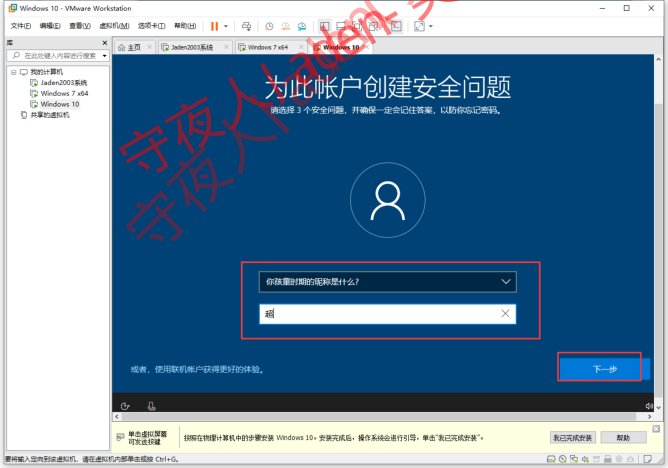 Windows 10 - VMware Workstation
文件(F) 编辑(E) 查看(V) 虚拟机(M) 选项卡(T) 帮助(H)
库
在此处键入内容进行搜索
我的计算机
Jaden2003系统
Windows 7 x64
Windows 10
共享的虚拟机
主页 Jaden2003系统 Windows 7 x64 Windows 10
为此帐户创建安全问题
请选择 3 个安全问题，并确保一定会记住答案，以防你忘记密码。
守夜人Jaden
守夜人
你孩童时期的昵称是什么?
超
或者，使用联机帐户获得更好的体验。
下一步
单击虚拟屏幕
可发送按键
按照在物理计算机中的步骤安装 Windows 10。安装完成后，操作系统会进行引导，单击“我已完成安装”。
我已完成安装 帮助
要将输入定向到该虚拟机，请在虚拟机内部单击或按 Ctrl+G。